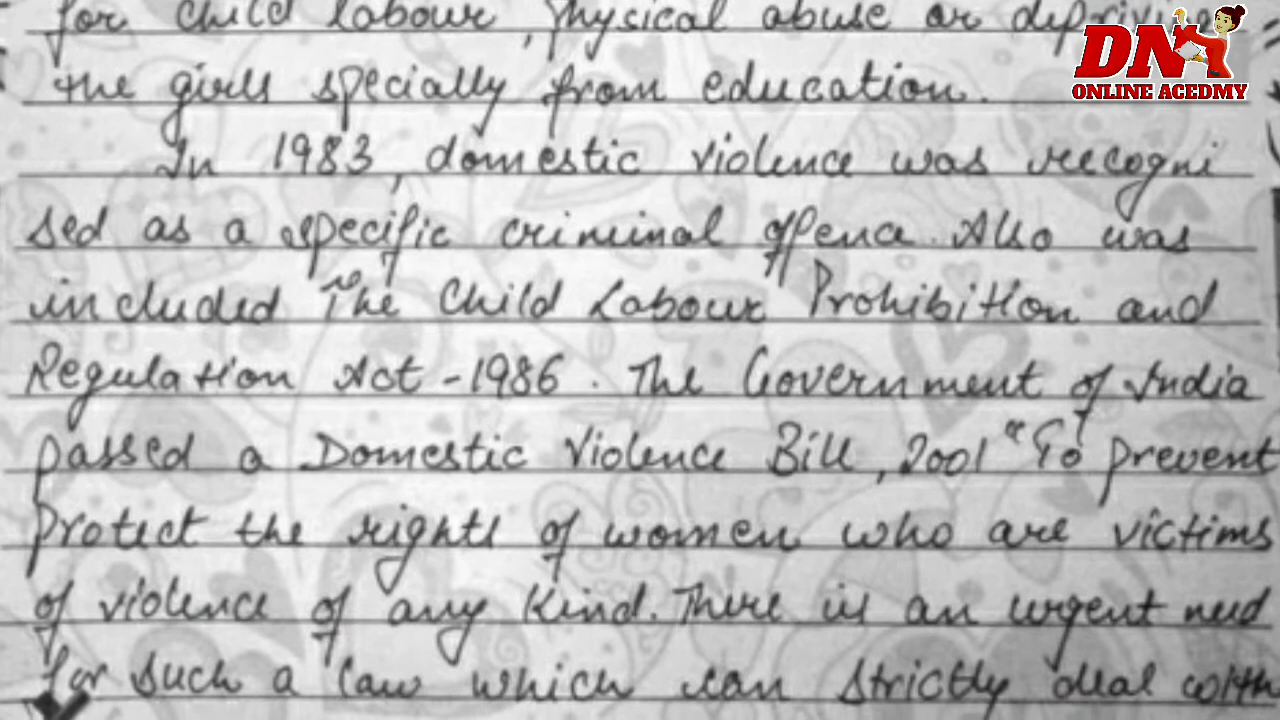 for child labour, physical abuse or
DNA
ONLINE ACEDMY
the girls specially from education.
In 1983, domestic violence was recogni
sed as a specific criminal offence. Also was
included "The Child Labour Prohibition and
Regulation Act-1986. The Government of India
passed a Domestic Violence Bill, 2001 "To prevent
protect the rights of women who are victims
of violence of any kind. There is an urgent need
for such a law which can strictly deal with